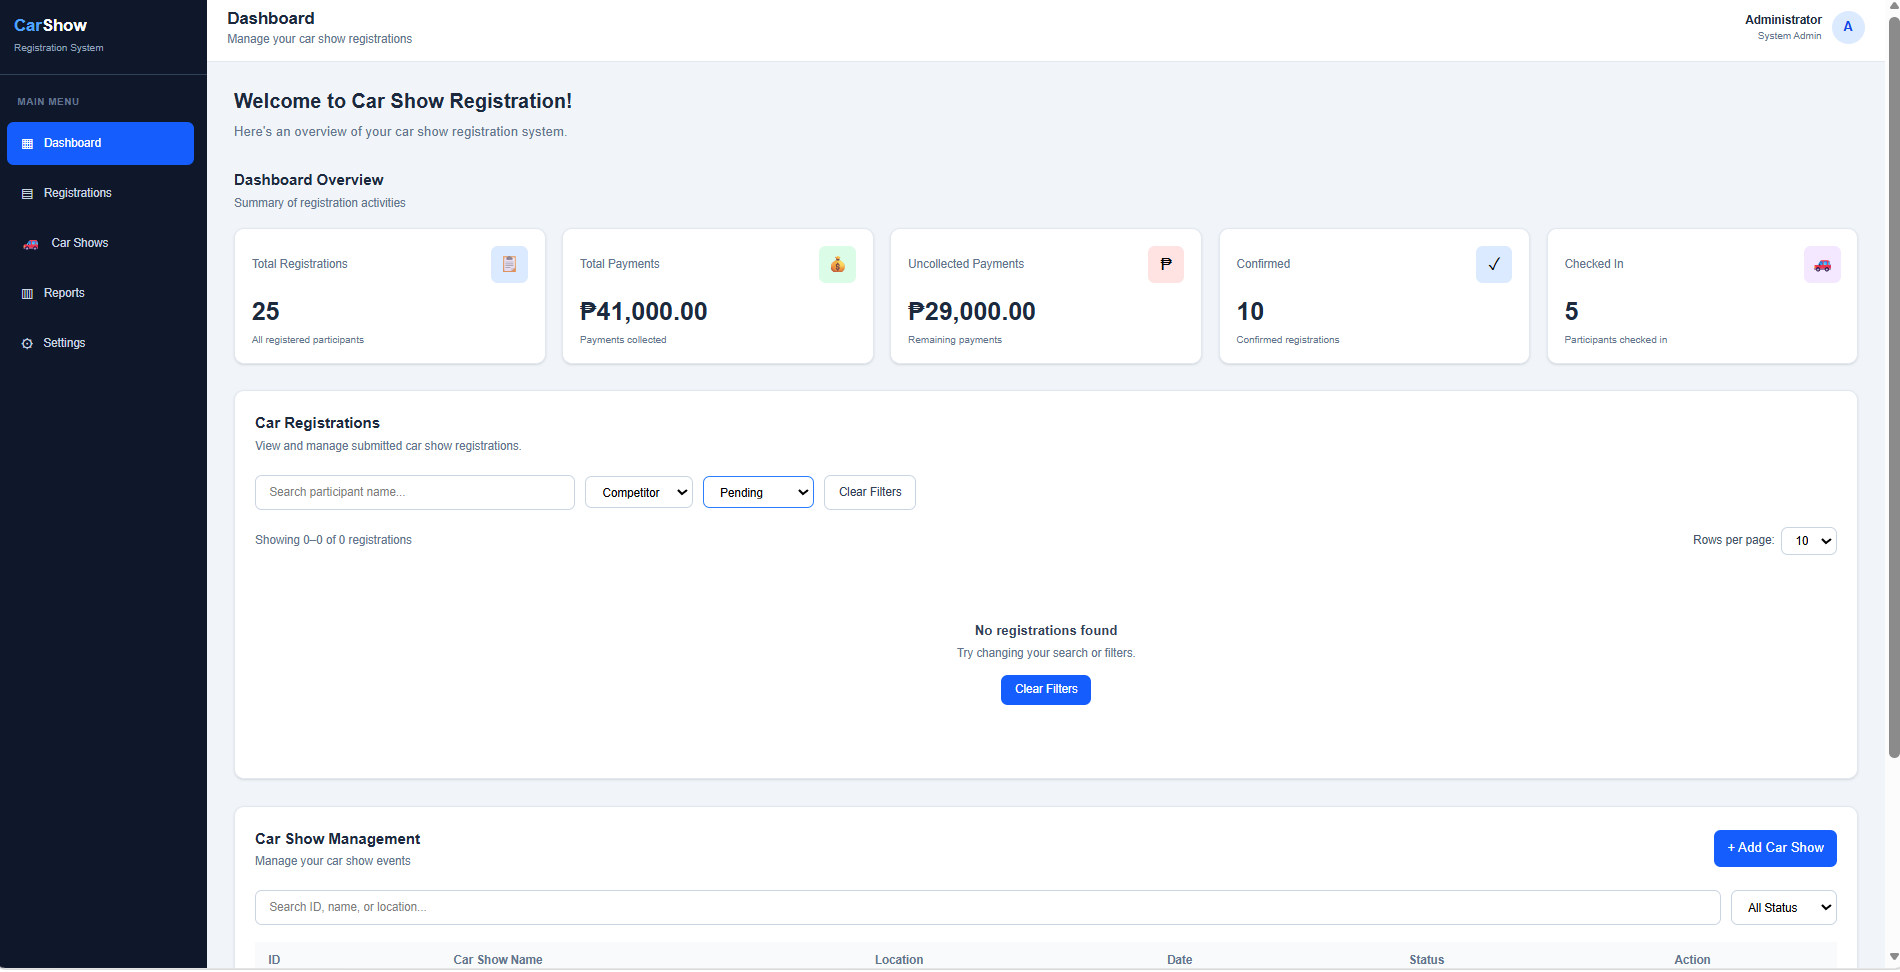 CarShow
Registration System
MAIN MENU
Dashboard
Registrations
Car Shows
Reports
Settings
Dashboard
Manage your car show registrations
Administrator
System Admin
A
Welcome to Car Show Registration!
Here's an overview of your car show registration system.
Dashboard Overview
Summary of registration activities
Total Registrations
25
All registered participants
Total Payments
₱41,000.00
Payments collected
Uncollected Payments
₱
₱29,000.00
Remaining payments
Confirmed
✓
10
Confirmed registrations
Checked In
5
Participants checked in
Car Registrations
View and manage submitted car show registrations.
Search participant name...
Competitor
Pending
Clear Filters
Showing 0–0 of 0 registrations
Rows per page: 10
No registrations found
Try changing your search or filters.
Clear Filters
Car Show Management
Manage your car show events
+ Add Car Show
Search ID, name, or location...
All Status
ID Car Show Name Location Date Status Action